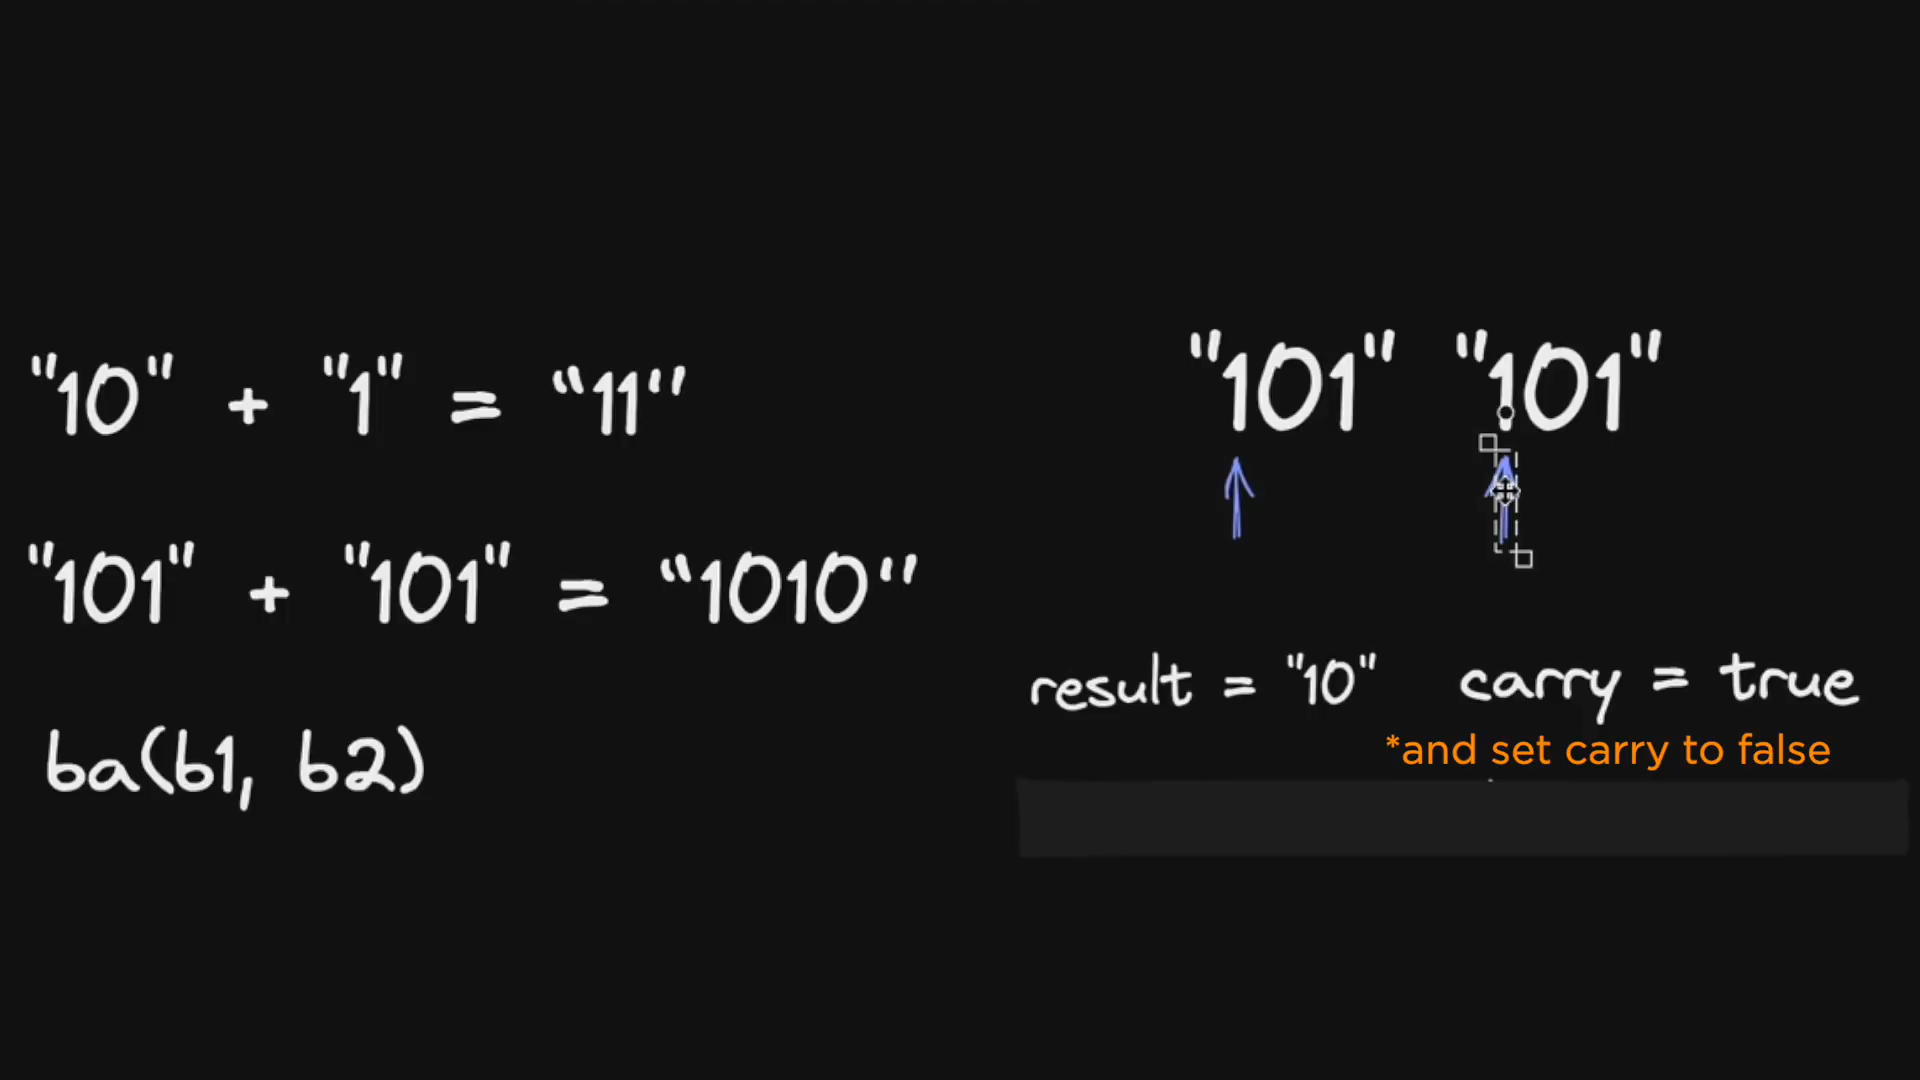 "10" + "1" = "11"
"101" + "101" = "1010"
ba(b1, b2)
"101" "101"
result = "10" carry = true
*and set carry to false